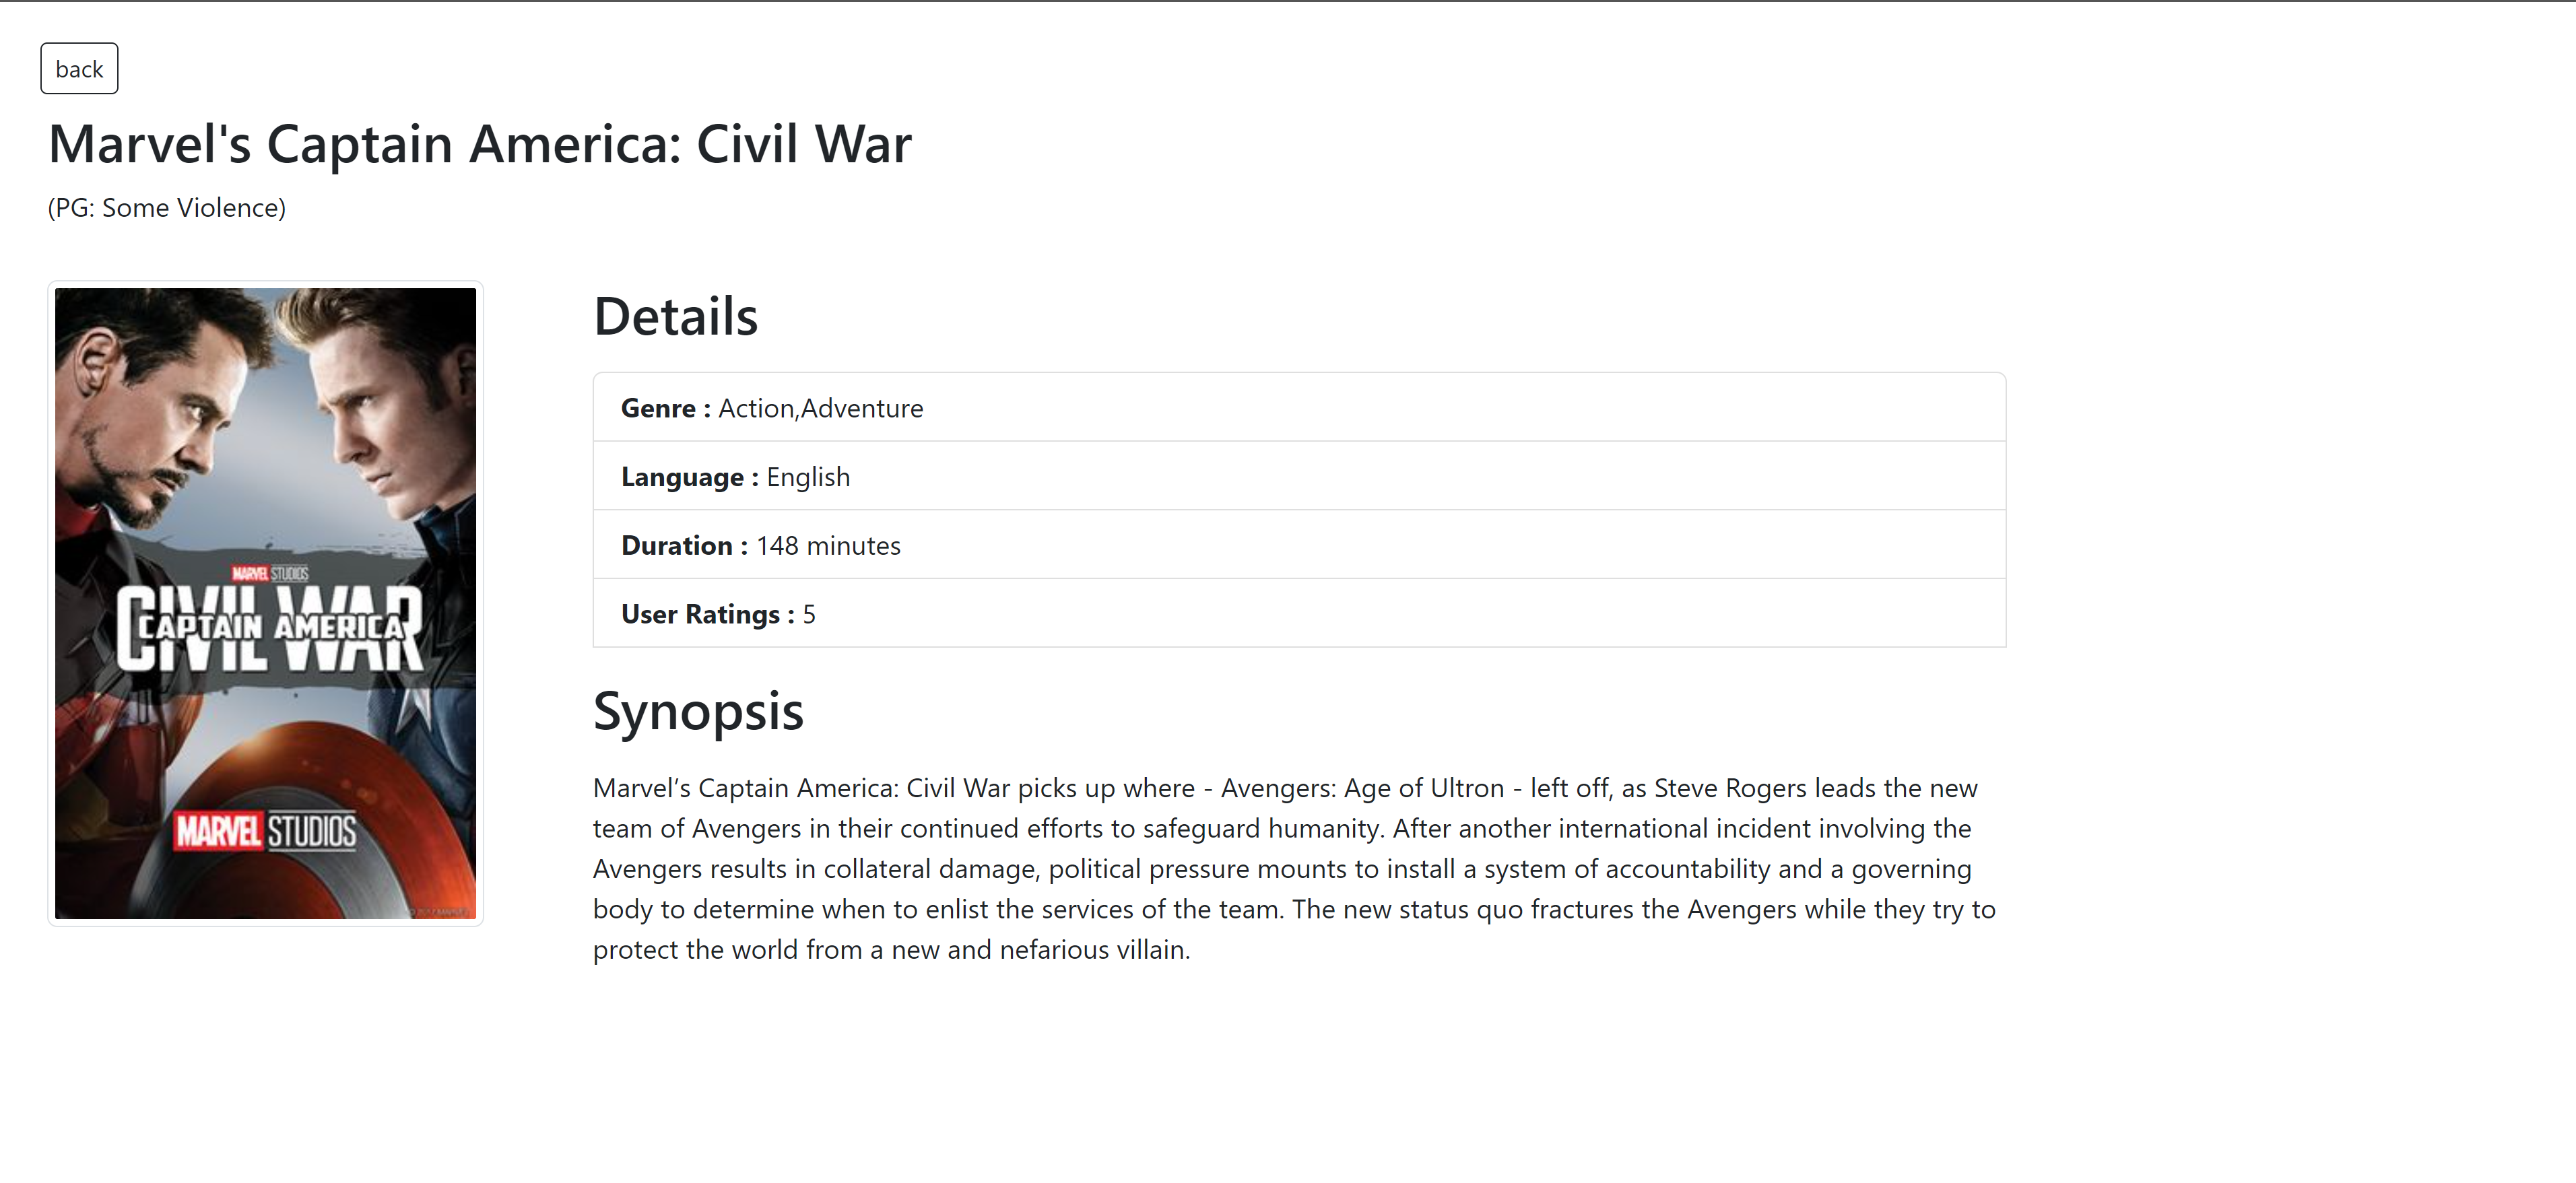 back
Marvel's Captain America: Civil War
(PG: Some Violence)
MARVEL STUDIOS
CIVIL WAR
CAPTAIN AMERICA
MARVEL STUDIOS
Details
Genre : Action,Adventure
Language : English
Duration : 148 minutes
User Ratings : 5
Synopsis
Marvel’s Captain America: Civil War picks up where - Avengers: Age of Ultron - left off, as Steve Rogers leads the new
team of Avengers in their continued efforts to safeguard humanity. After another international incident involving the
Avengers results in collateral damage, political pressure mounts to install a system of accountability and a governing
body to determine when to enlist the services of the team. The new status quo fractures the Avengers while they try to
protect the world from a new and nefarious villain.